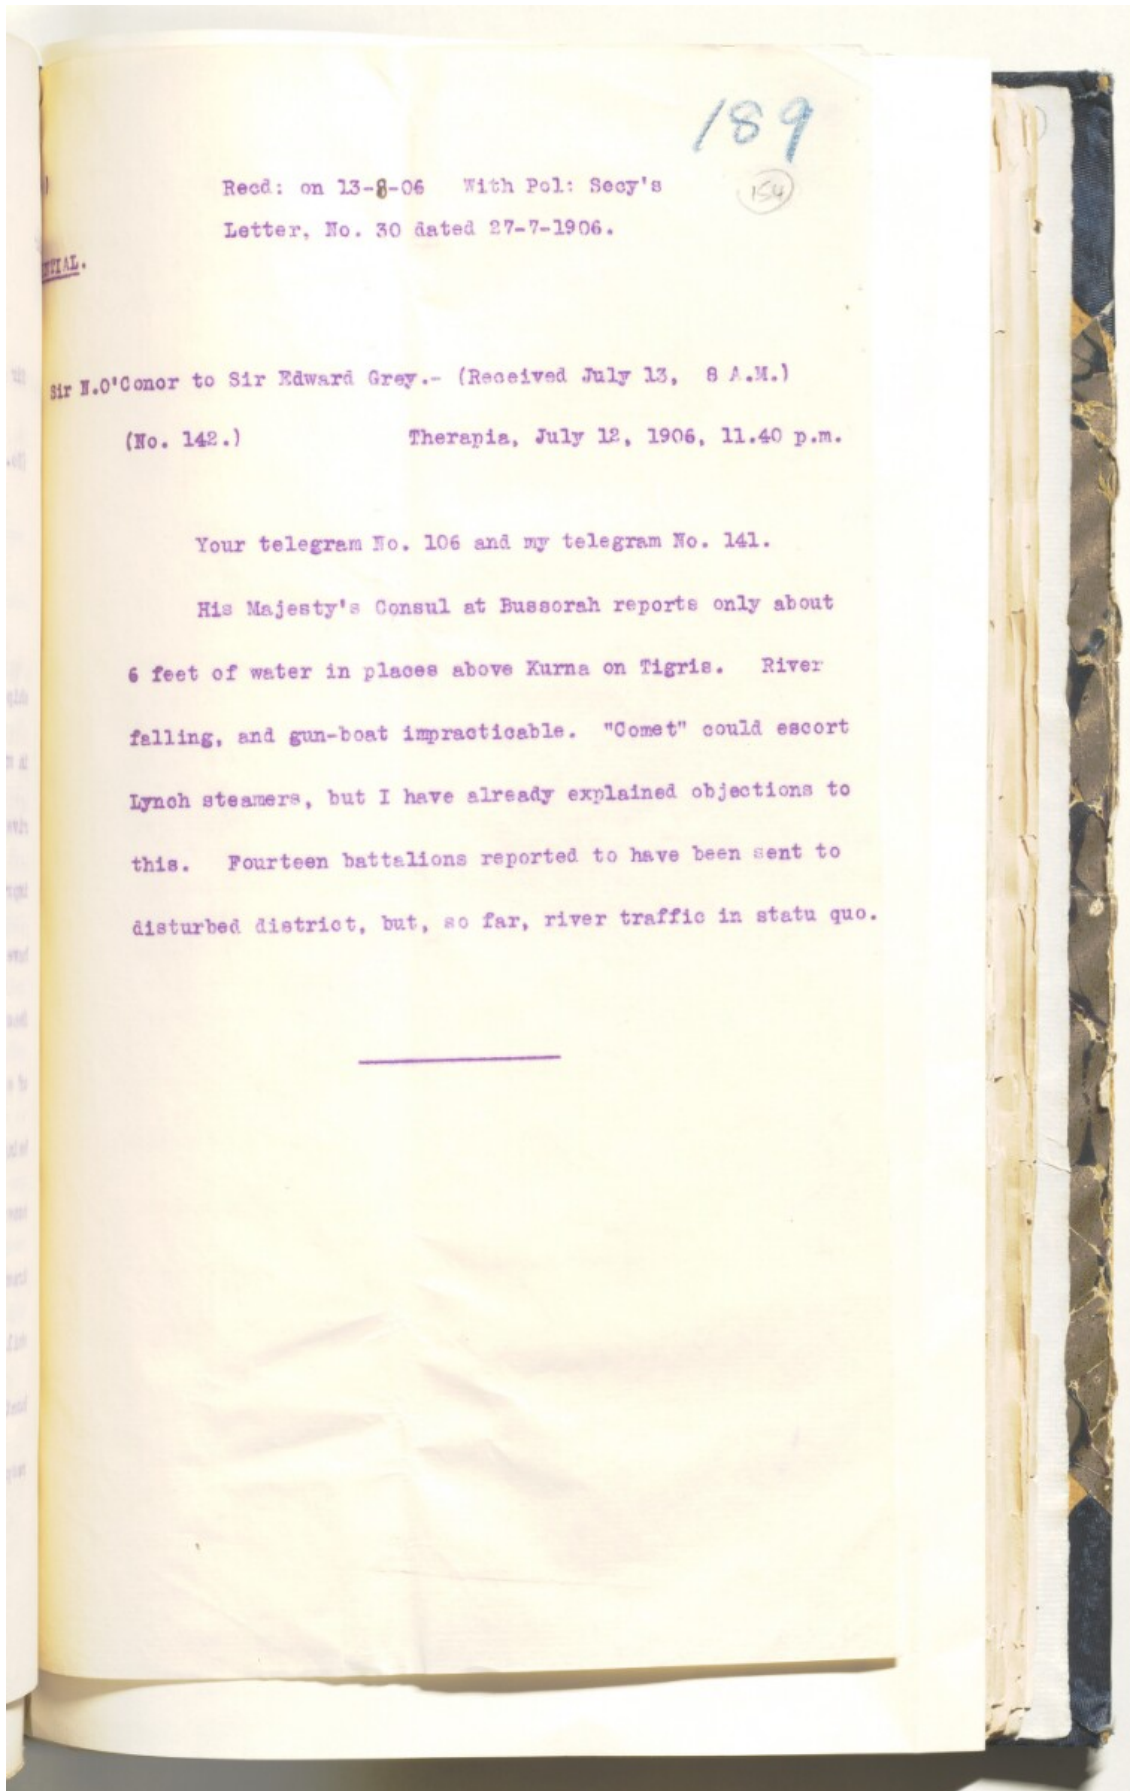 189
154
Recd: on 13-8-06 With Pol: Secy's
Letter, No. 30 dated 27-7-1906.
Sir N.O'Conor to Sir Edward Grey.- (Received July 13, 8 A.M.)
(No. 142.) Therapia, July 12, 1906, 11.40 p.m.
Your telegram No. 106 and my telegram No. 141.
His Majesty's Consul at Bussorah reports only about
6 feet of water in places above Kurna on Tigris. River
falling, and gun-boat impracticable. "Comet" could escort
Lynch steamers, but I have already explained objections to
this. Fourteen battalions reported to have been sent to
disturbed district, but, so far, river traffic in statu quo.